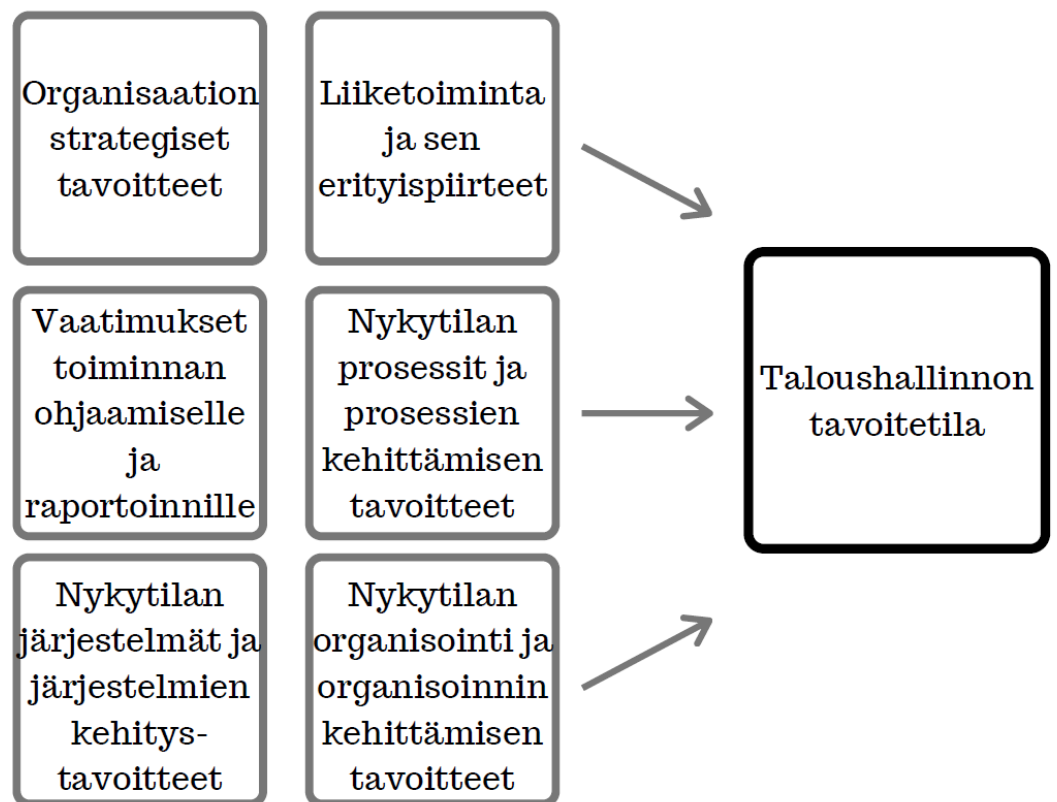 Organisaation
strategiset
tavoitteet
Liiketoiminta
ja sen
erityispiirteet
Vaatimukset
toiminnan
ohjaamiselle
ja
raportoinnille
Nykytilan
prosessit ja
prosessien
kehittämisen
tavoitteet
Nykytilan
järjestelmät ja
järjestelmien
kehitys-
tavoitteet
Nykytilan
organisointi ja
organisoinnin
kehittämisen
tavoitteet
Taloushallinnon
tavoitetila